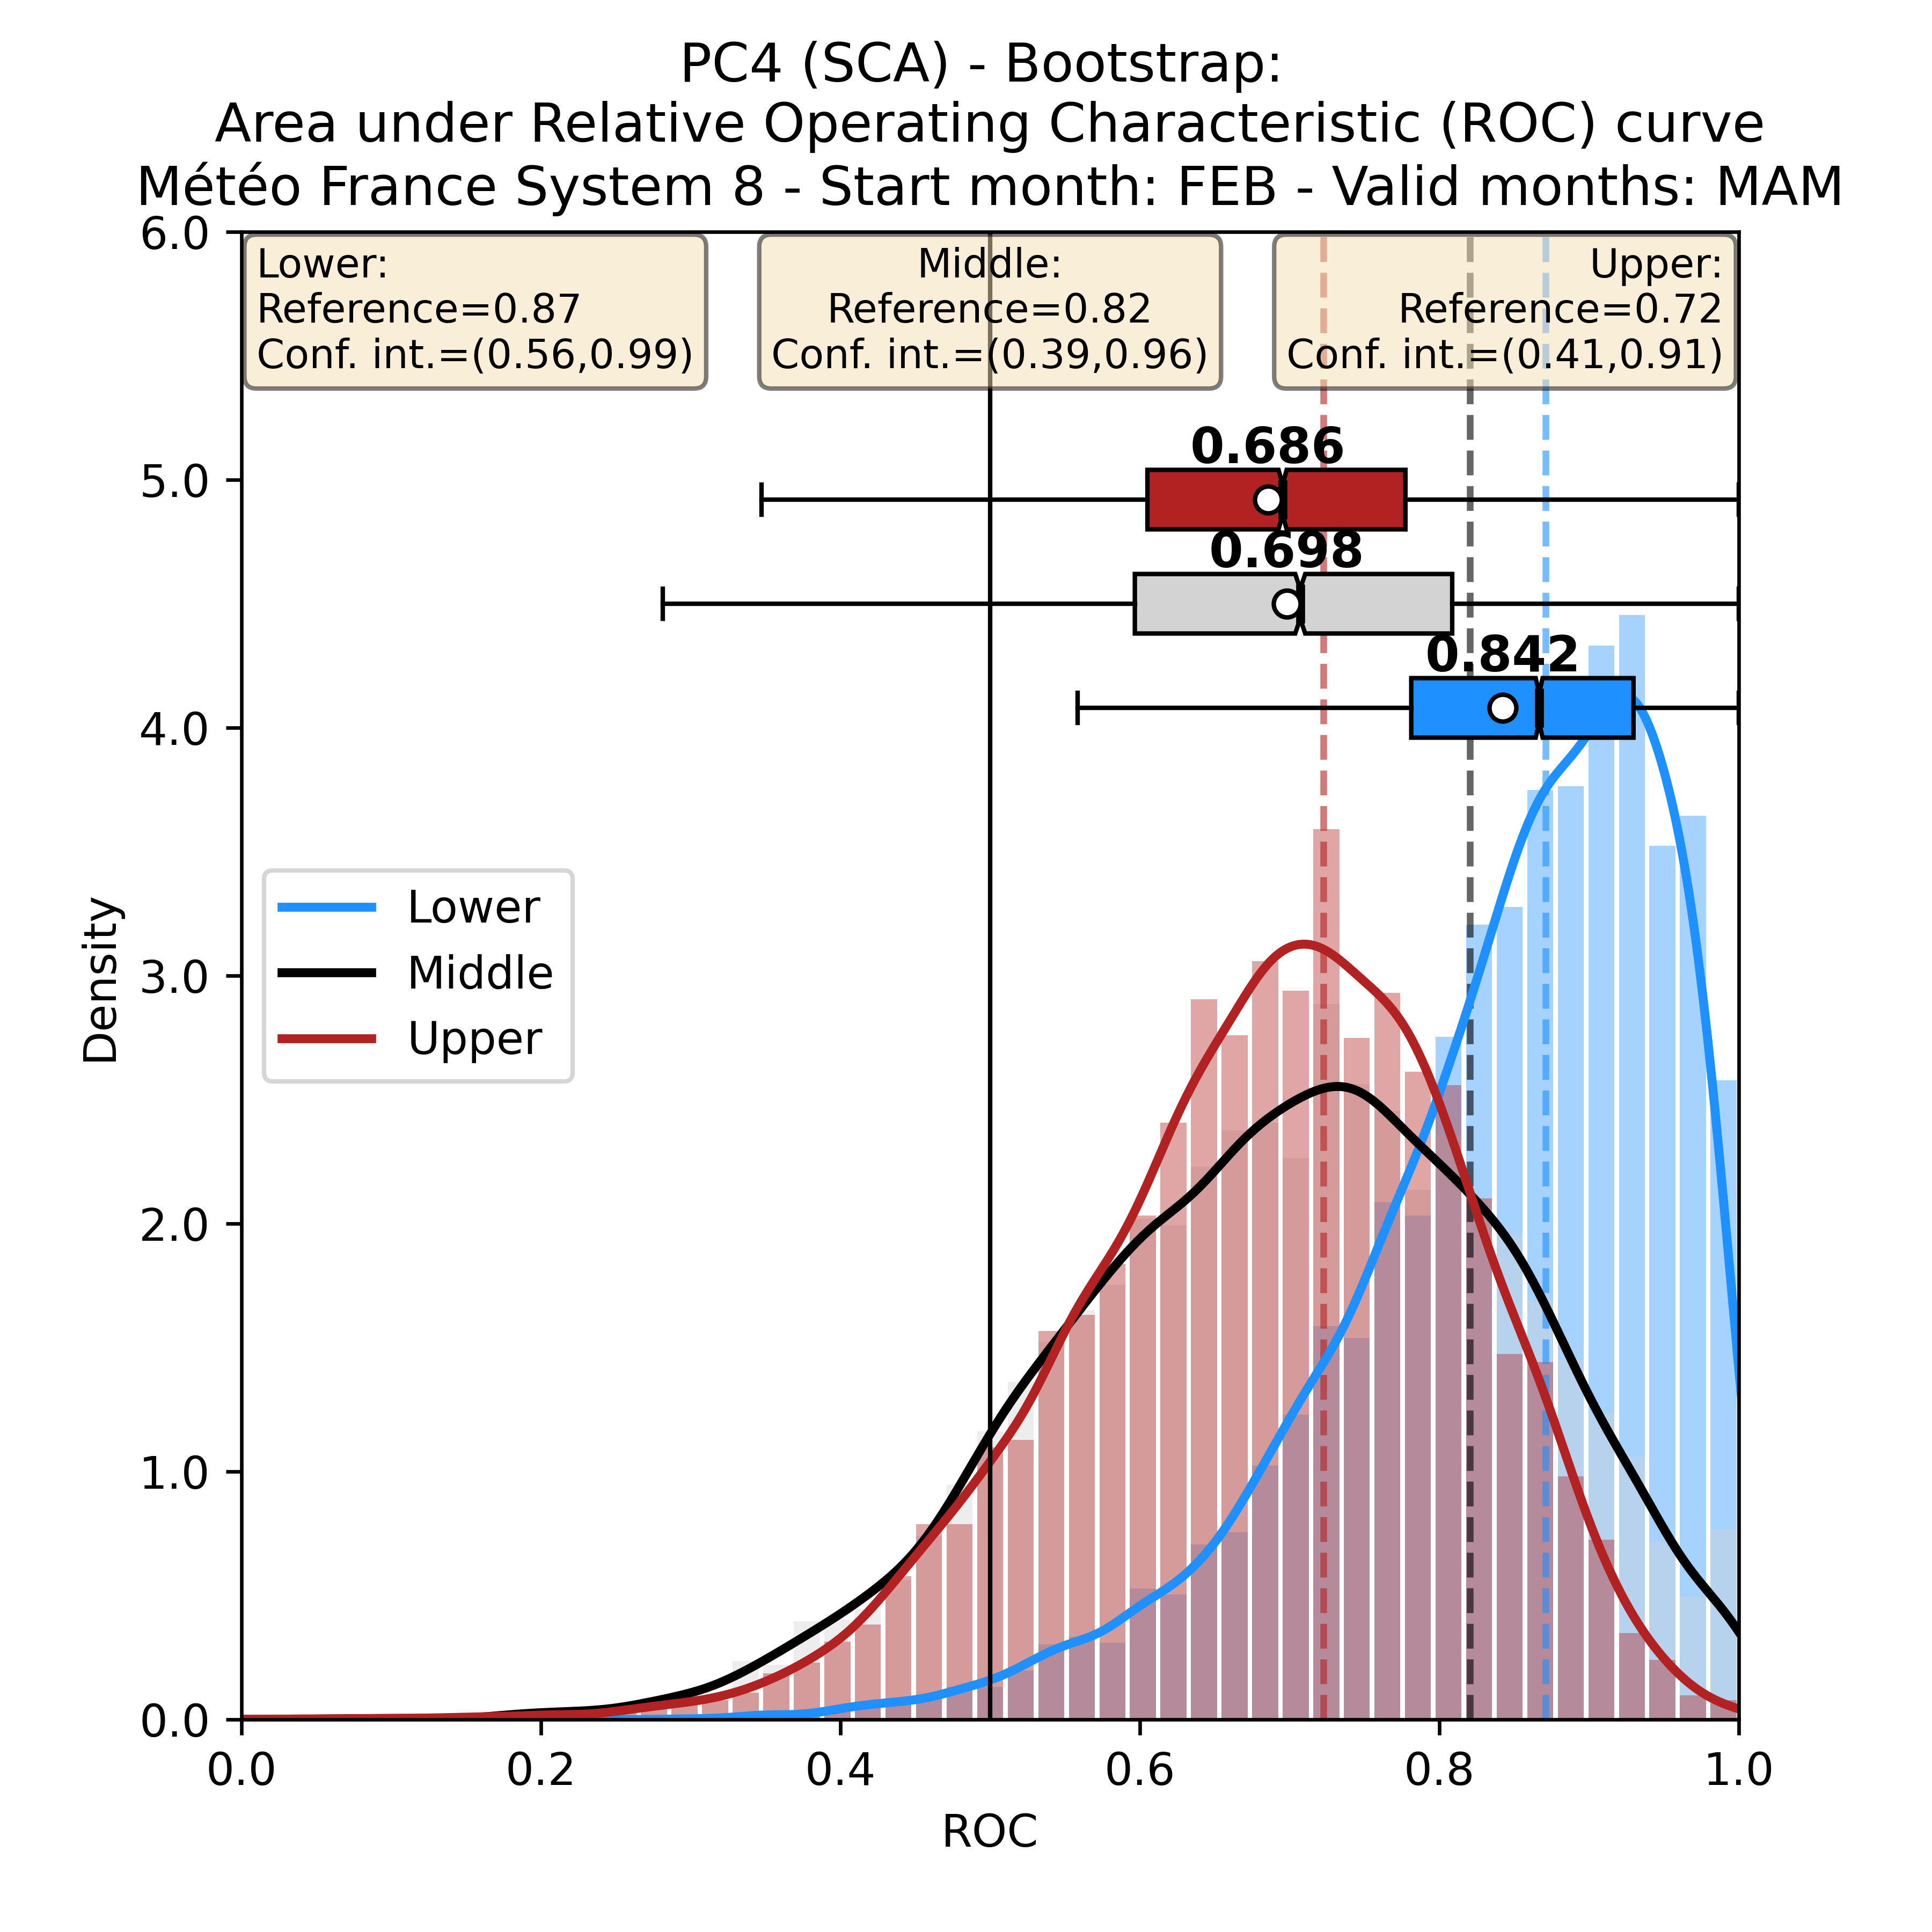 PC4 (SCA) - Bootstrap:
Area under Relative Operating Characteristic (ROC) curve
Météo France System 8 - Start month: FEB - Valid months: MAM
6.0
Lower:
Reference=0.87
Conf. int.=(0.56,0.99)
Middle:
Reference=0.82
Conf. int.=(0.39,0.96)
Upper:
Reference=0.72
Conf. int.=(0.41,0.91)
0.686
5.0
0.698
0.842
4.0
Lower
Middle
Upper
3.0
Density
2.0
1.0
0.0
0.0 0.2 0.4 0.6 0.8 1.0
ROC